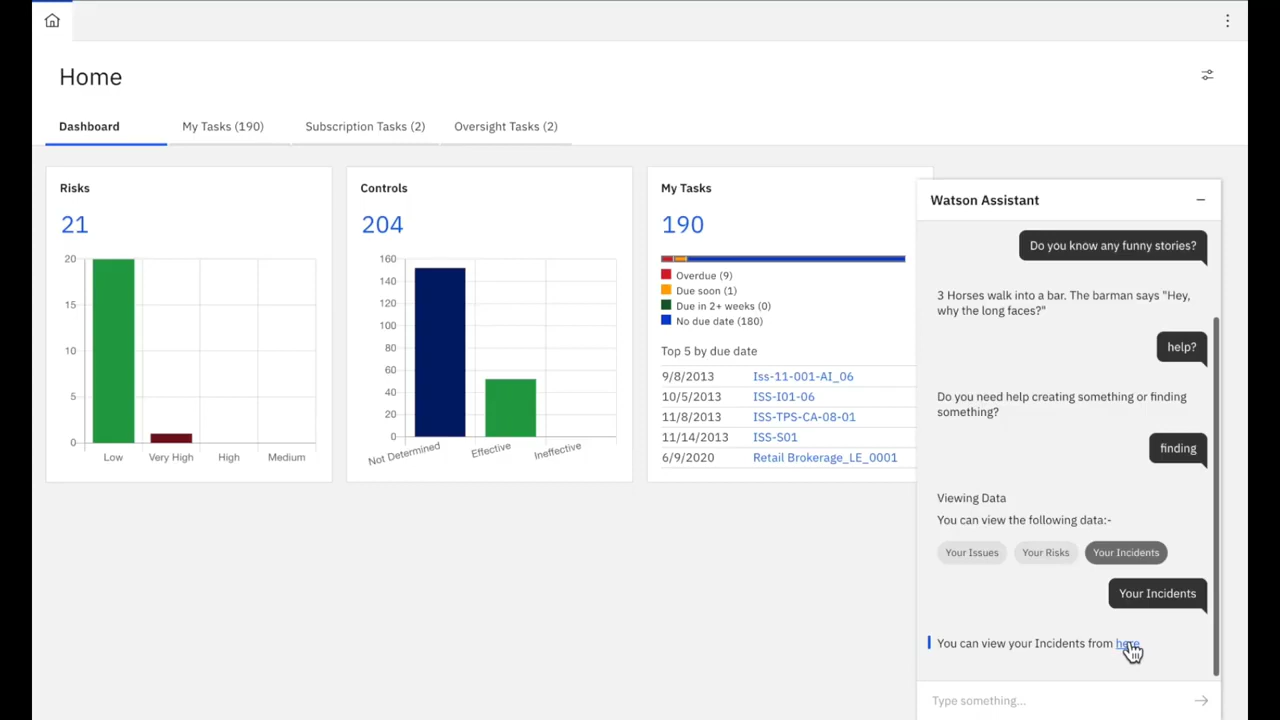 Home
Dashboard
My Tasks (190)
Subscription Tasks (2)
Oversight Tasks (2)
Risks
21
20
15
10
5
0
Low
Very High
High
Medium
Controls
204
160
140
120
100
80
60
40
20
0
Not Determined
Effective
Ineffective
My Tasks
190
Overdue (9)
Due soon (1)
Due in 2+ weeks (0)
No due date (180)
Top 5 by due date
9/8/2013 Iss-11-001-AI_06
10/5/2013 ISS-I01-06
11/8/2013 ISS-TPS-CA-08-01
11/14/2013 ISS-S01
6/9/2020 Retail Brokerage_LE_0001
Watson Assistant
Do you know any funny stories?
3 Horses walk into a bar. The barman says "Hey,
why the long faces?"
help?
Do you need help creating something or finding
something?
finding
Viewing Data
You can view the following data:-
Your Issues
Your Risks
Your Incidents
Your Incidents
You can view your Incidents from here
Type something...